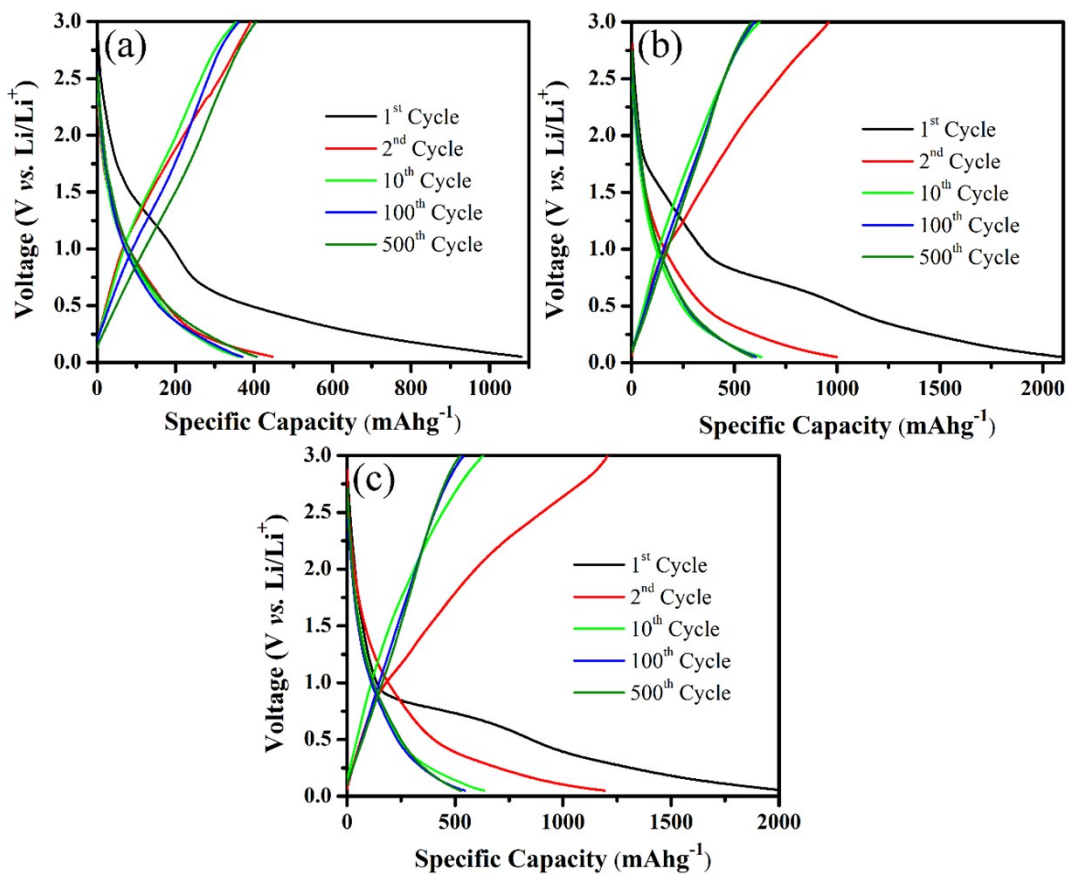 (a)
Voltage (V vs. Li/Li⁺)
3.0
2.5
2.0
1.5
1.0
0.5
0.0
1ˢᵗ Cycle
2ⁿᵈ Cycle
10ᵗʰ Cycle
100ᵗʰ Cycle
500ᵗʰ Cycle
0 200 400 600 800 1000
Specific Capacity (mAhg⁻¹)
(b)
Voltage (V vs. Li/Li⁺)
3.0
2.5
2.0
1.5
1.0
0.5
0.0
1ˢᵗ Cycle
2ⁿᵈ Cycle
10ᵗʰ Cycle
100ᵗʰ Cycle
500ᵗʰ Cycle
0 500 1000 1500 2000
Specific Capacity (mAhg⁻¹)
(c)
Voltage (V vs. Li/Li⁺)
3.0
2.5
2.0
1.5
1.0
0.5
0.0
1ˢᵗ Cycle
2ⁿᵈ Cycle
10ᵗʰ Cycle
100ᵗʰ Cycle
500ᵗʰ Cycle
0 500 1000 1500 2000
Specific Capacity (mAhg⁻¹)